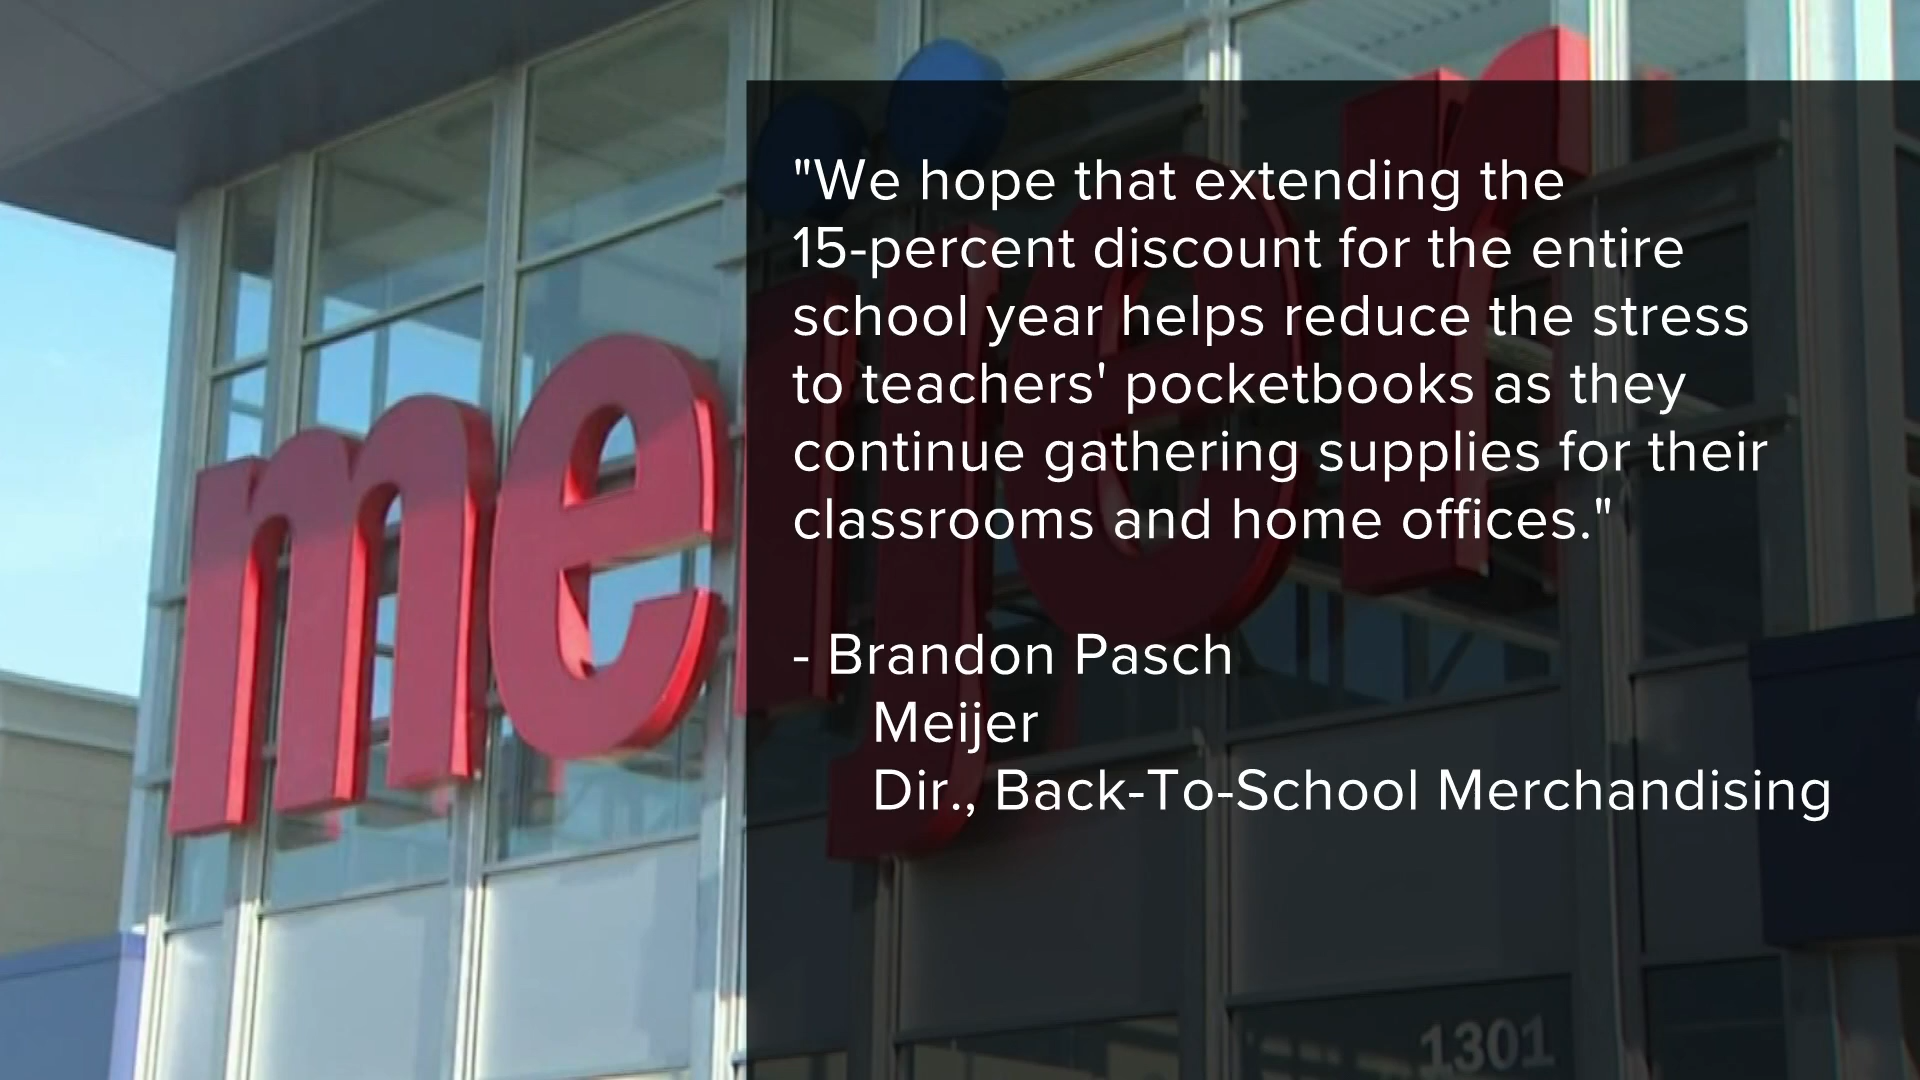 meijer
"We hope that extending the
15-percent discount for the entire
school year helps reduce the stress
to teachers' pocketbooks as they
continue gathering supplies for their
classrooms and home offices."
- Brandon Pasch
Meijer
Dir., Back-To-School Merchandising
1301